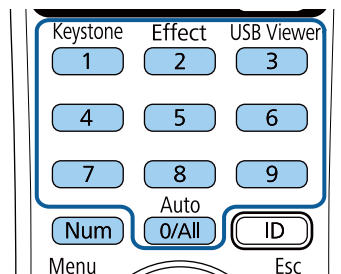 Keystone Effect USB Viewer
1 2 3
4 5 6
7 8 9
Auto
Num 0/All ID
Menu Esc